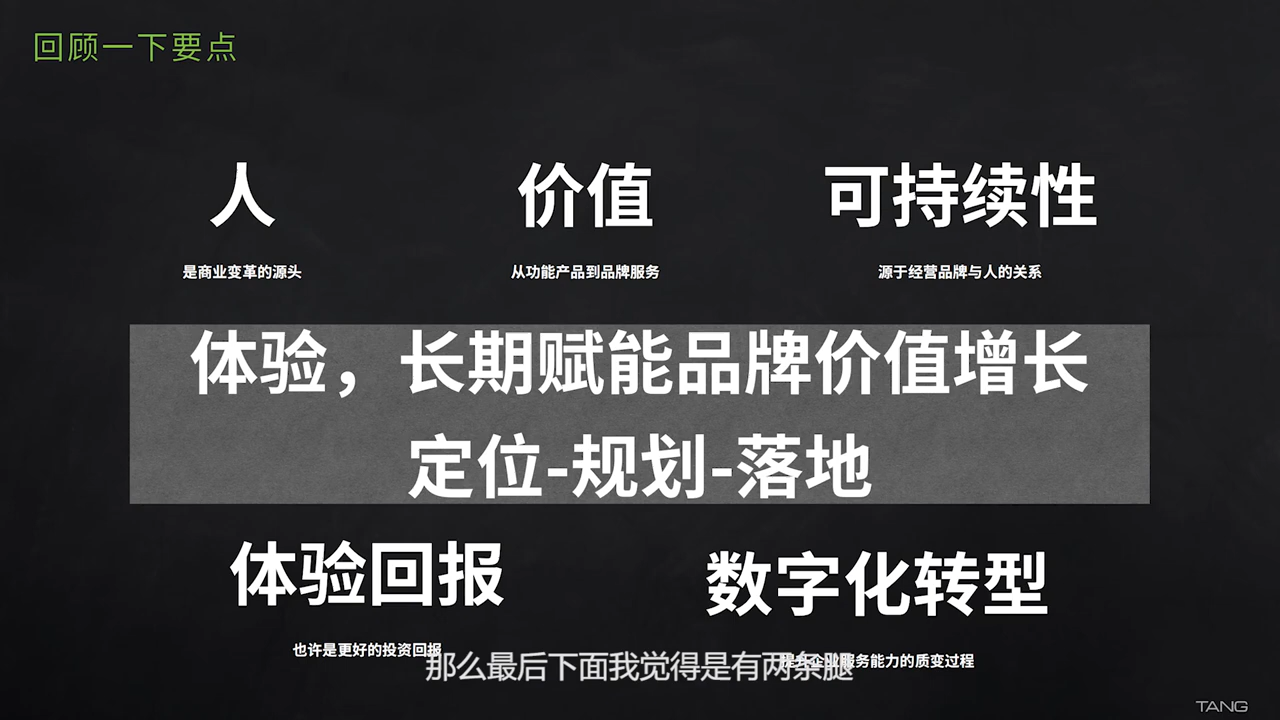 回顾一下要点
人
价值
可持续性
是商业变革的源头
从功能产品到品牌服务
源于经营品牌与人的关系
体验，长期赋能品牌价值增长
定位-规划-落地
体验回报
数字化转型
也许是更好的投资回报
提升企业服务能力的质变过程
那么最后下面我觉得是有两条腿
TANG